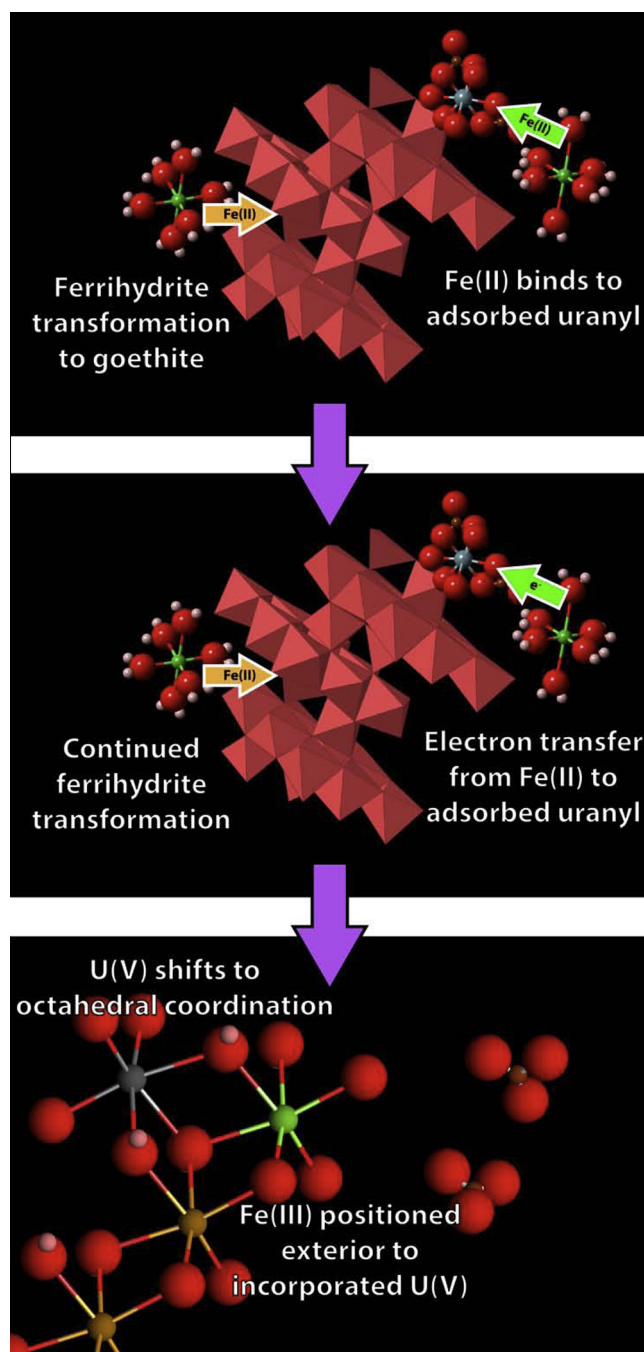 Fe(II)
Fe(II)
Ferrihydrite
transformation
to goethite
Fe(II) binds to
adsorbed uranyl
e-
Fe(II)
Continued
ferrihydrite
transformation
Electron transfer
from Fe(II) to
adsorbed uranyl
U(V) shifts to
octahedral coordination
Fe(III) positioned
exterior to
incorporated U(V)